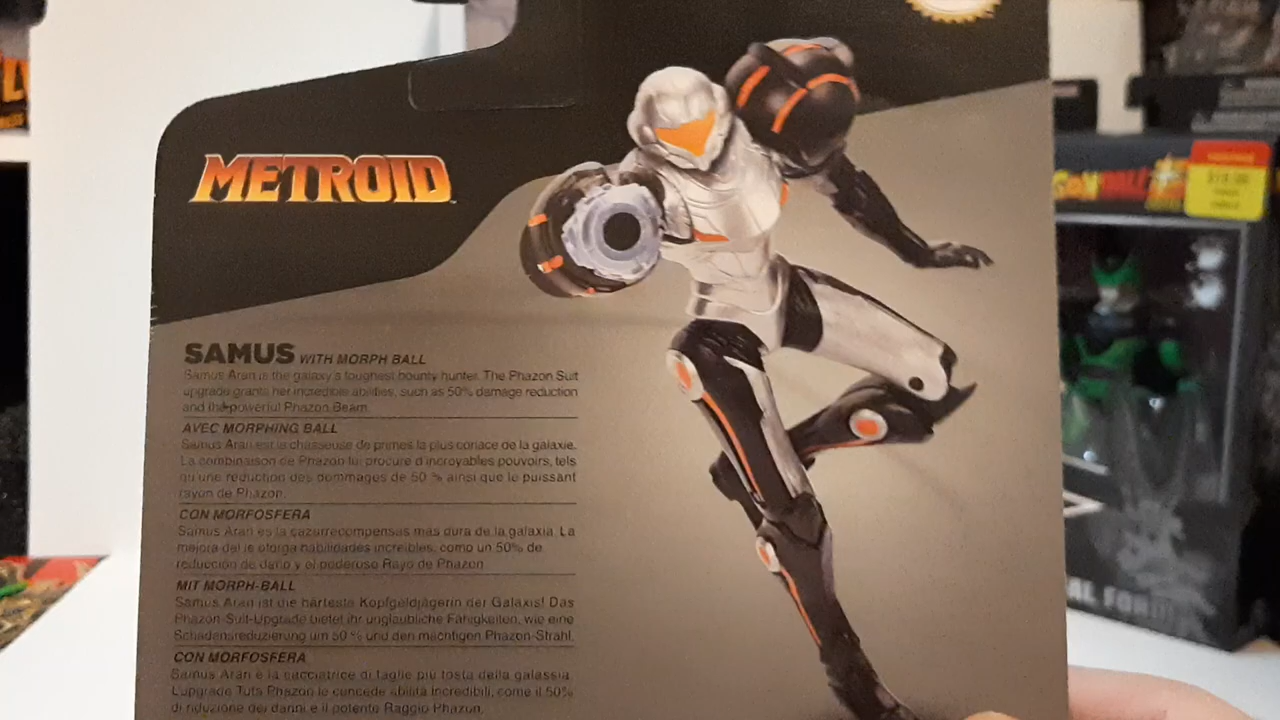 METROID
SAMUS WITH MORPH BALL
Samus Aran is the galaxy's toughest bounty hunter. The Phazon Suit
upgrade grants her incredible abilities, such as 50% damage reduction
and the powerful Phazon Beam.
AVEC MORPHING BALL
Samus Aran est la chasseuse de primes la plus coriace de la galaxie.
La combinaison de Phazon lui procure d'incroyables pouvoirs, tels
qu'une réduction des dommages de 50 % ainsi que le puissant
rayon de Phazon.
CON MORFOSFERA
Samus Aran es la cazarrecompensas más dura de la galaxia. La
mejora del le otorga habilidades increíbles, como un 50% de
reducción de daño y el poderoso Rayo de Phazon
MIT MORPH-BALL
Samus Aran ist die härteste Kopfgeldjägerin der Galaxis! Das
Phazon-Suit-Upgrade bietet ihr unglaubliche Fähigkeiten, wie eine
Schadensreduzierung um 50 % und den mächtigen Phazon-Strahl.
CON MORFOSFERA
Samus Aran è la cacciatrice di taglie più tosta della galassia.
L'upgrade Tuta Phazon le concede abilità incredibili, come il 50%
di riduzione dei danni e il potente Raggio Phazon.